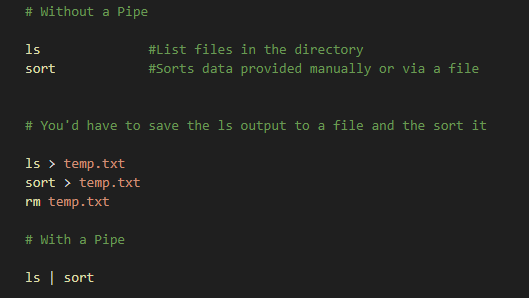 # Without a Pipe
ls #List files in the directory
sort #Sorts data provided manually or via a file
# You'd have to save the ls output to a file and the sort it
ls > temp.txt
sort > temp.txt
rm temp.txt
# With a Pipe
ls | sort